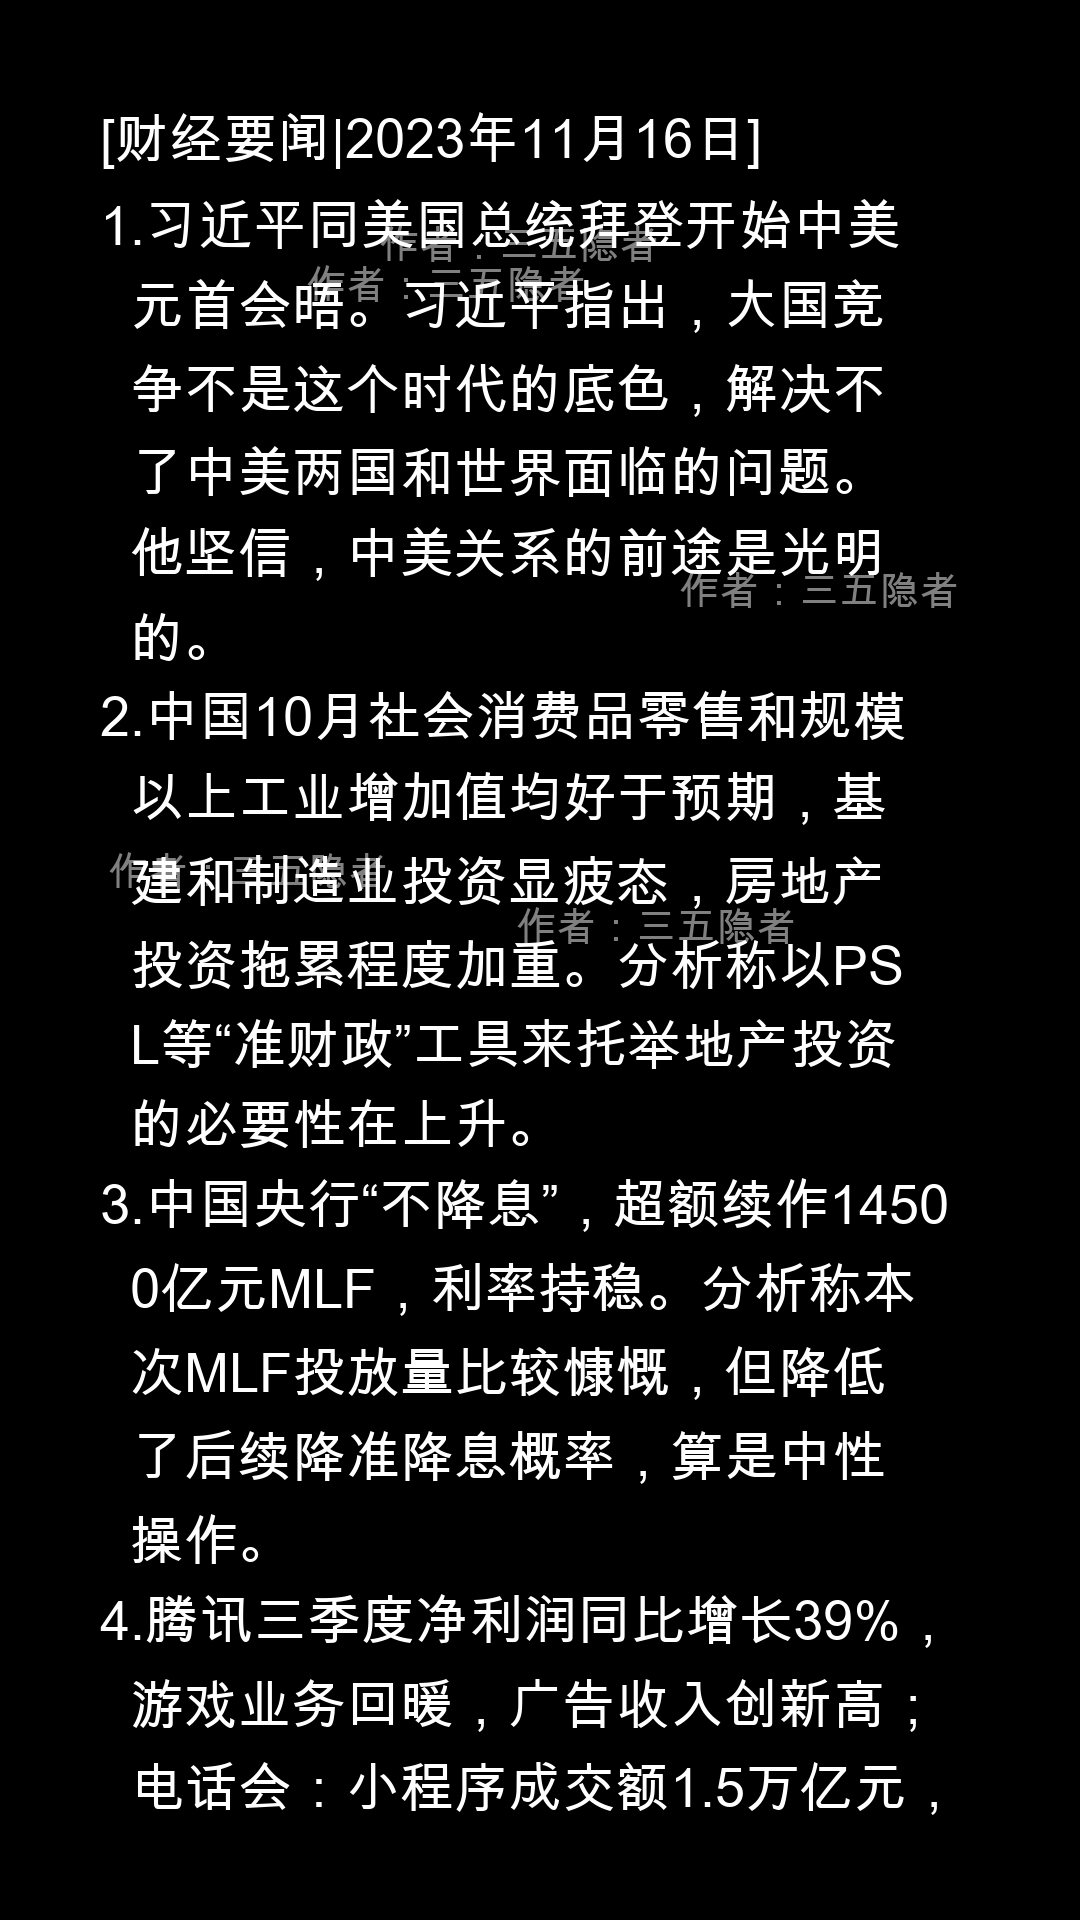 [财经要闻|2023年11月16日]
1.习近平同美国总统拜登开始中美
作者：三五隐者
作者：三五隐者
元首会晤。习近平指出，大国竞
争不是这个时代的底色，解决不
了中美两国和世界面临的问题。
他坚信，中美关系的前途是光明
作者：三五隐者
的。
2.中国10月社会消费品零售和规模
以上工业增加值均好于预期，基
作者：三五隐者
建和制造业投资显疲态，房地产
作者：三五隐者
投资拖累程度加重。分析称以PS
L等“准财政”工具来托举地产投资
的必要性在上升。
3.中国央行“不降息”，超额续作1450
0亿元MLF，利率持稳。分析称本
次MLF投放量比较慷慨，但降低
了后续降准降息概率，算是中性
操作。
4.腾讯三季度净利润同比增长39%，
游戏业务回暖，广告收入创新高；
电话会：小程序成交额1.5万亿元，